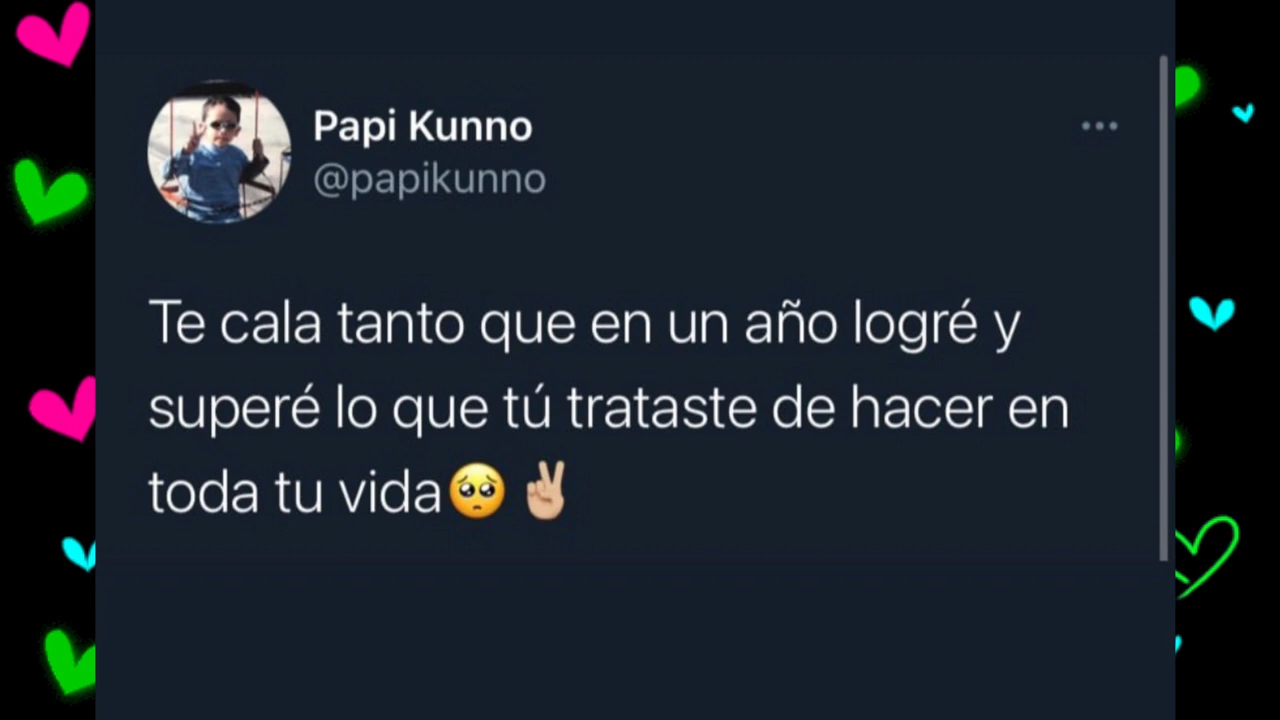 Papi Kunno
@papikunno
Te cala tanto que en un año logré y
superé lo que tú trataste de hacer en
toda tu vida🥺✌🏼